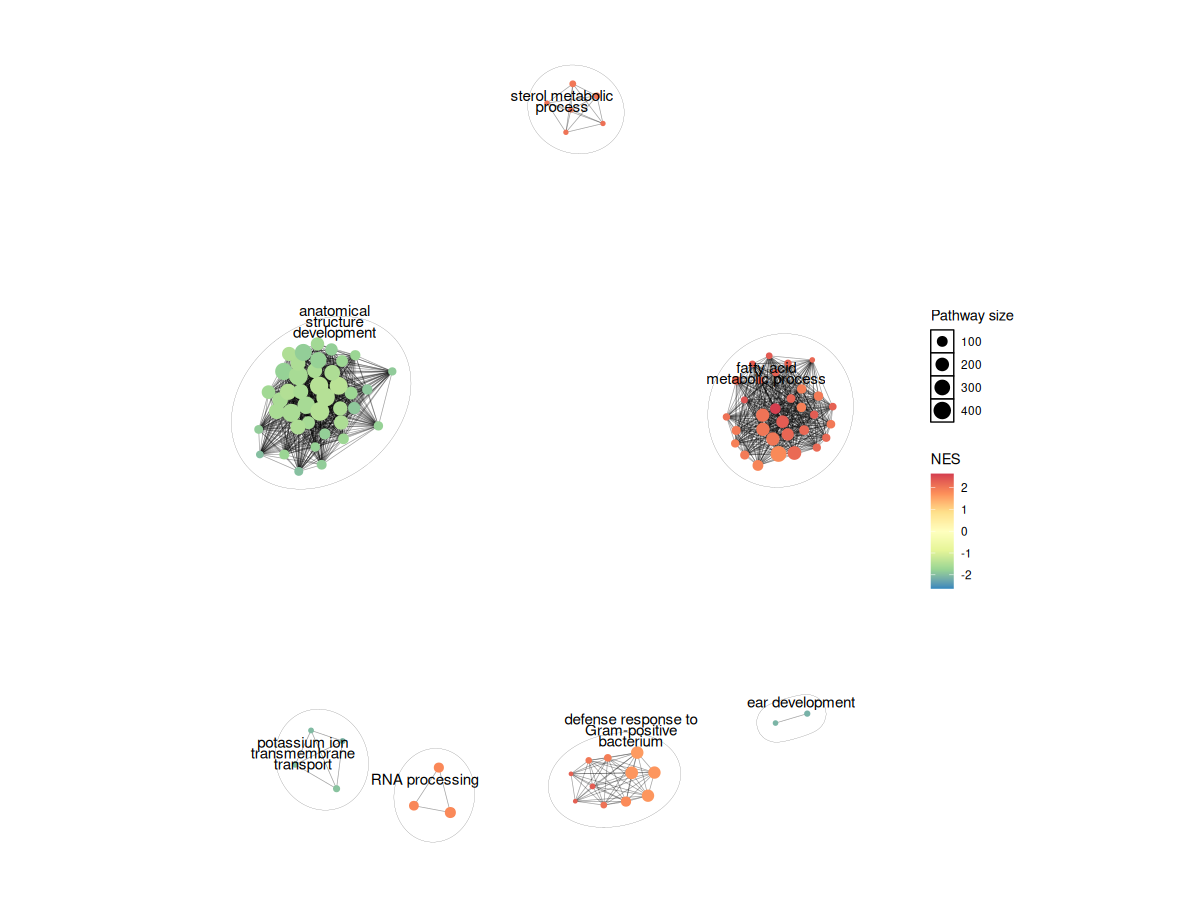 sterol metabolic
process
anatomical
structure
development
fatty acid
metabolic process
Pathway size
100
200
300
400
NES
2
1
0
-1
-2
ear development
defense response to
Gram-positive
bacterium
potassium ion
transmembrane
transport
RNA processing